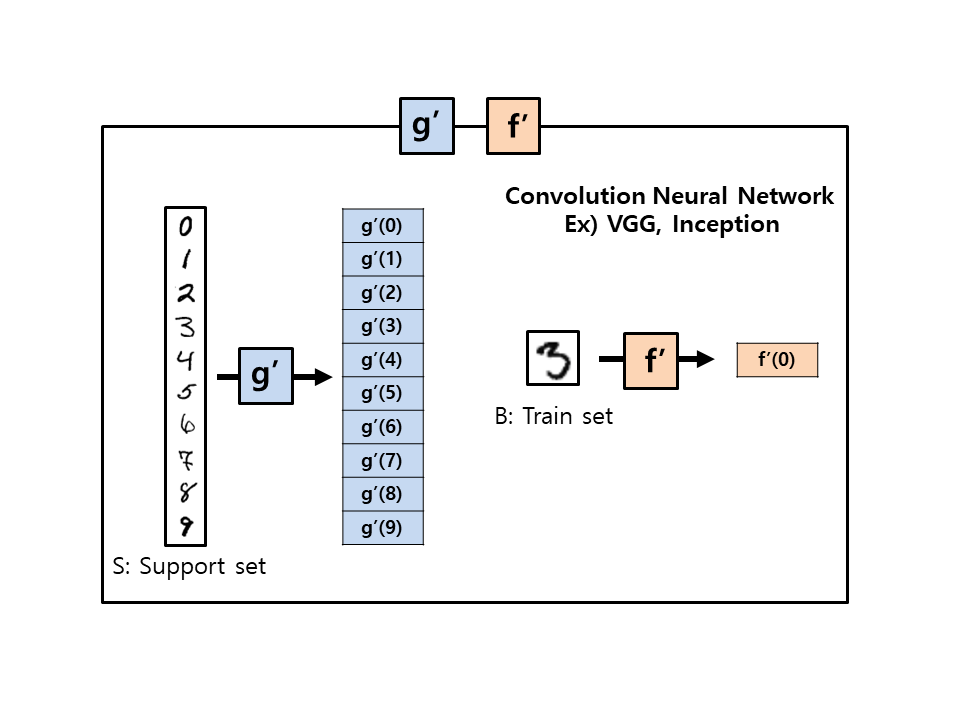 g’
f’
Convolution Neural Network
Ex) VGG, Inception
0
1
2
3
4
5
6
7
8
9
g’
g’(0)
g’(1)
g’(2)
g’(3)
g’(4)
g’(5)
g’(6)
g’(7)
g’(8)
g’(9)
S: Support set
3
f’
f’(0)
B: Train set